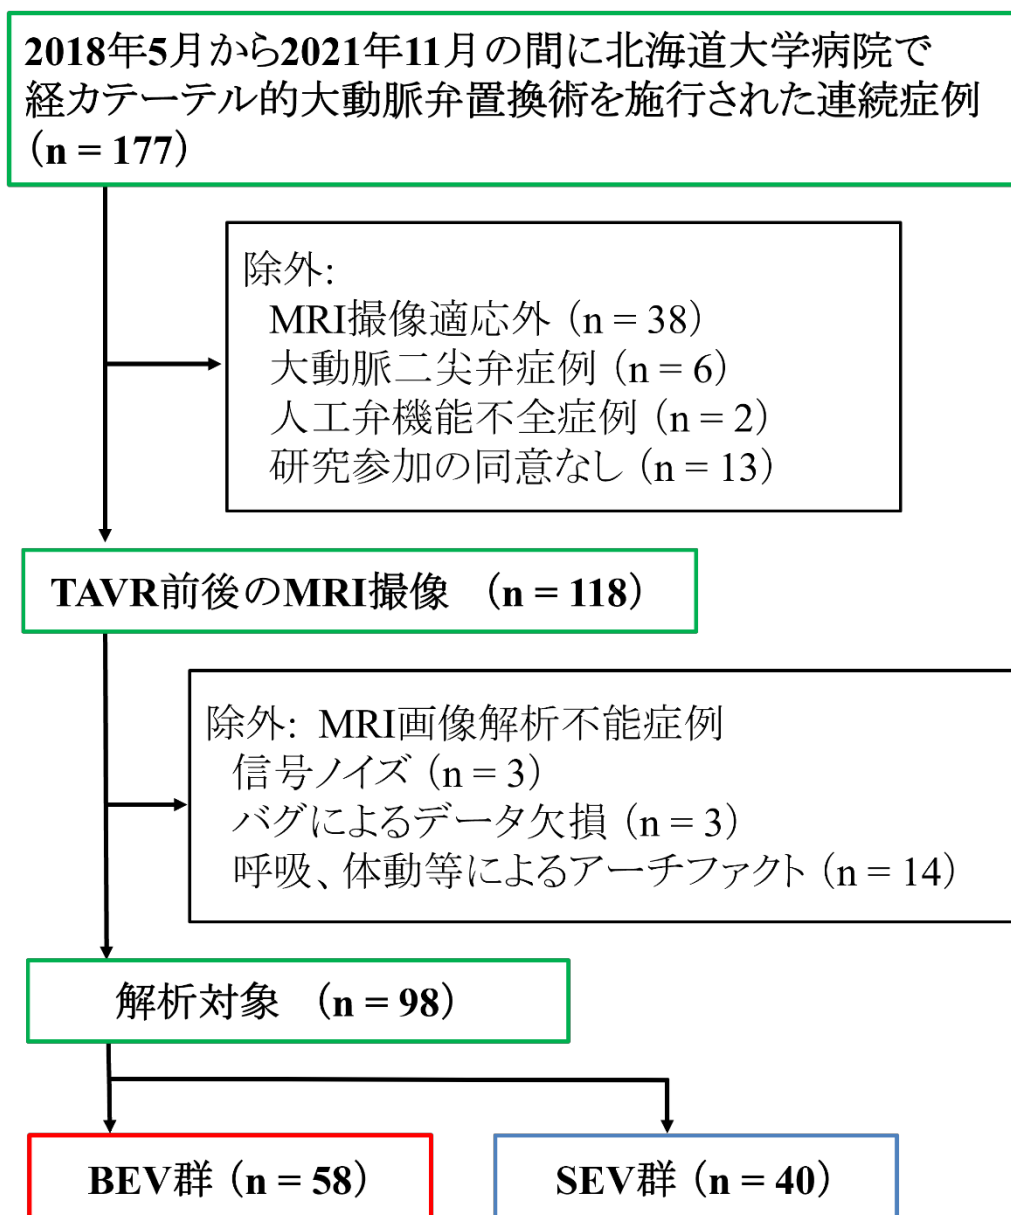 2018年5月から2021年11月の間に北海道大学病院で
経カテーテル的大動脈弁置換術を施行された連続症例
(n = 177)
除外:
MRI撮像適応外 (n = 38)
大動脈二尖弁症例 (n = 6)
人工弁機能不全症例 (n = 2)
研究参加の同意なし (n = 13)
TAVR前後のMRI撮像 (n = 118)
除外: MRI画像解析不能症例
信号ノイズ (n = 3)
バグによるデータ欠損 (n = 3)
呼吸、体動等によるアーチファクト (n = 14)
解析対象 (n = 98)
BEV群 (n = 58)
SEV群 (n = 40)